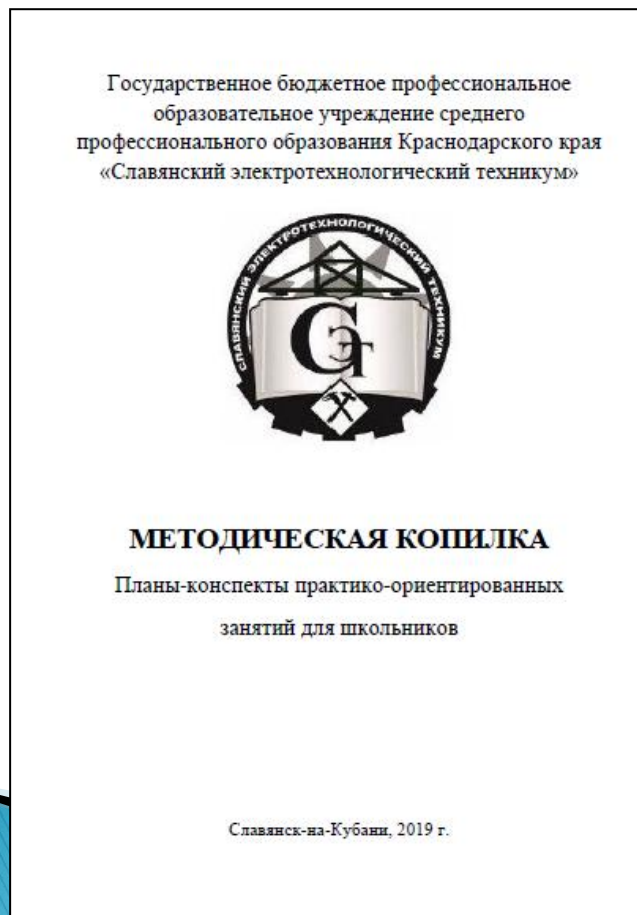 Государственное бюджетное профессиональное
образовательное учреждение среднего
профессионального образования Краснодарского края
«Славянский электротехнологический техникум»
СЛАВЯНСКИЙ ЭЛЕКТРОТЕХНОЛОГИЧЕСКИЙ ТЕХНИКУМ
СЭТ
МЕТОДИЧЕСКАЯ КОПИЛКА
Планы-конспекты практико-ориентированных
занятий для школьников
Славянск-на-Кубани, 2019 г.